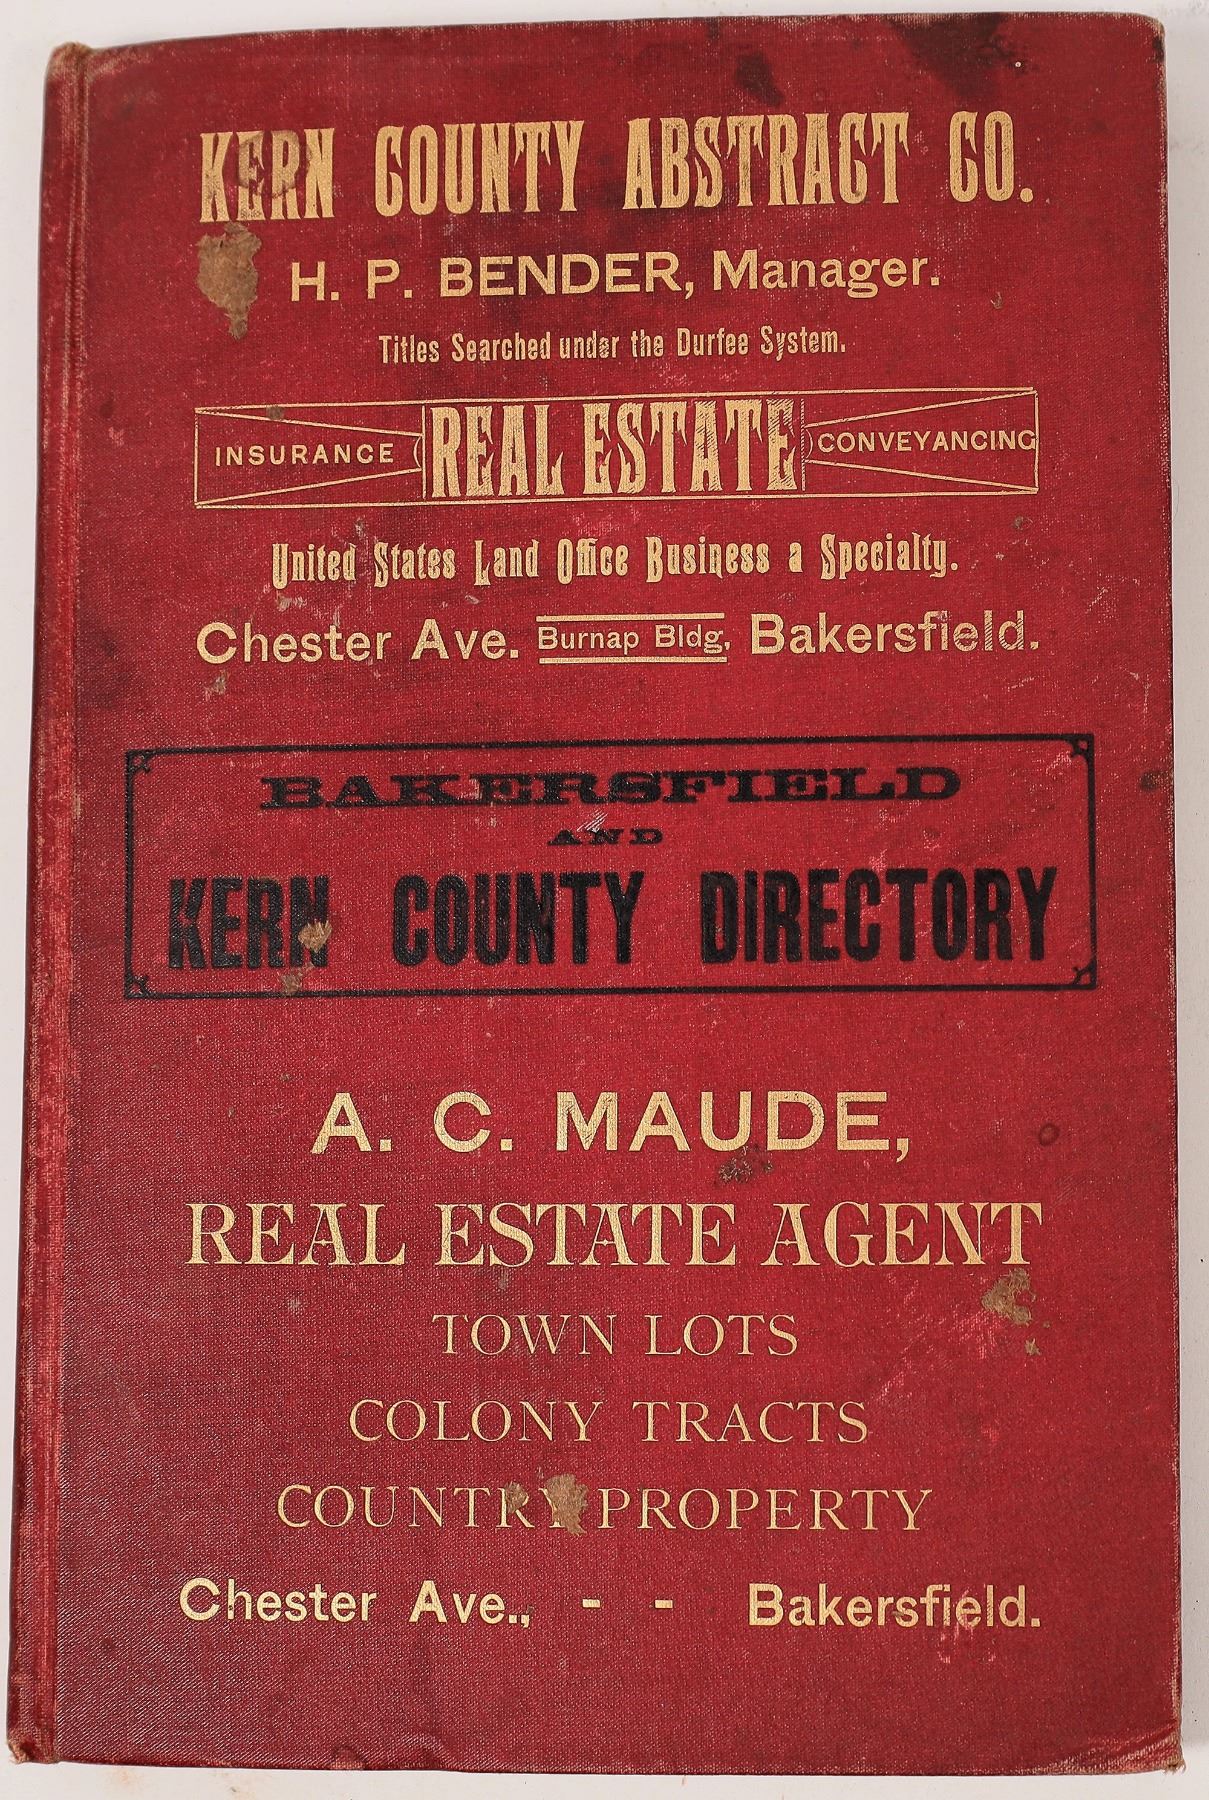 KERN COUNTY ABSTRACT CO.
H. P. BENDER, Manager.
Titles Searched under the Durfee System.
INSURANCE REAL ESTATE CONVEYANCING
United States Land Office Business a Specialty.
Chester Ave. Burnap Bldg, Bakersfield.
BAKERSFIELD
AND
KERN COUNTY DIRECTORY
A. C. MAUDE,
REAL ESTATE AGENT
TOWN LOTS
COLONY TRACTS
COUNTRY PROPERTY
Chester Ave., - - Bakersfield.